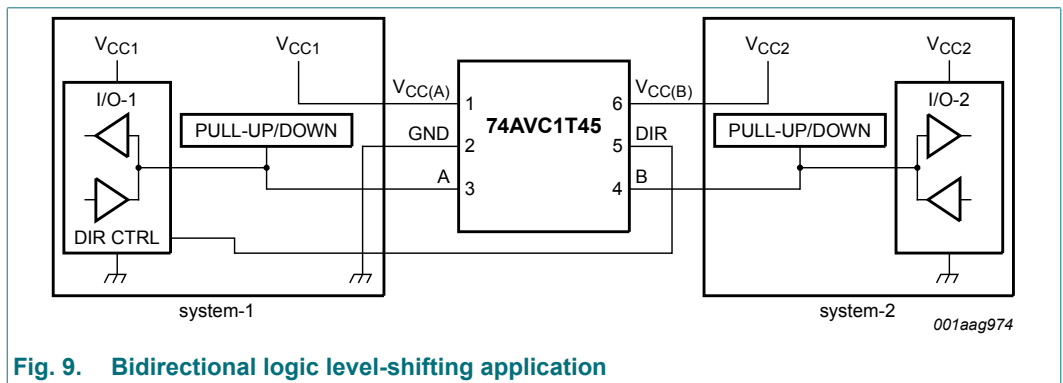 VCC1
VCC1
VCC2
VCC2
I/O-1
PULL-UP/DOWN
DIR CTRL
VCC(A)
GND
A
1
2
3
74AVC1T45
6
5
4
VCC(B)
DIR
B
PULL-UP/DOWN
I/O-2
system-1
system-2
001aag974
Fig. 9. Bidirectional logic level-shifting application